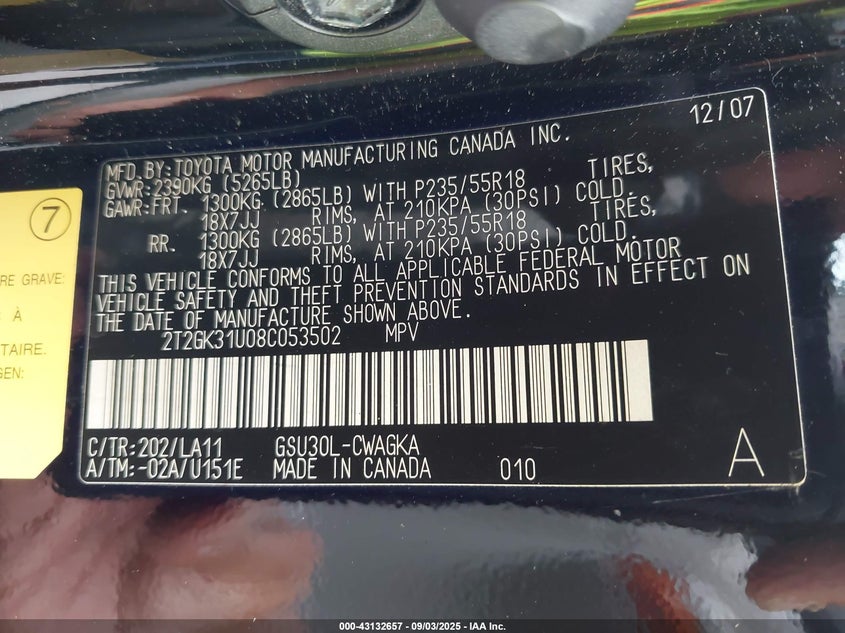 12/07
MFD.BY:TOYOTA MOTOR MANUFACTURING CANADA INC.
GVWR:2390KG (5265LB)
GAWR:FRT. 1300KG (2865LB) WITH P235/55R18 TIRES,
18X7JJ RIMS, AT 210KPA (30PSI) COLD.
RR. 1300KG (2865LB) WITH P235/55R18 TIRES,
18X7JJ RIMS, AT 210KPA (30PSI) COLD.
THIS VEHICLE CONFORMS TO ALL APPLICABLE FEDERAL MOTOR
VEHICLE SAFETY AND THEFT PREVENTION STANDARDS IN EFFECT ON
THE DATE OF MANUFACTURE SHOWN ABOVE.
2T2GK31U08C053502 MPV
C/TR:202/LA11 GSU30L-CWAGKA
A/TM:-02A/U151E MADE IN CANADA 010 A
7
GRAVE:
À
000-43132657 - 09/03/2025 - IAA Inc.